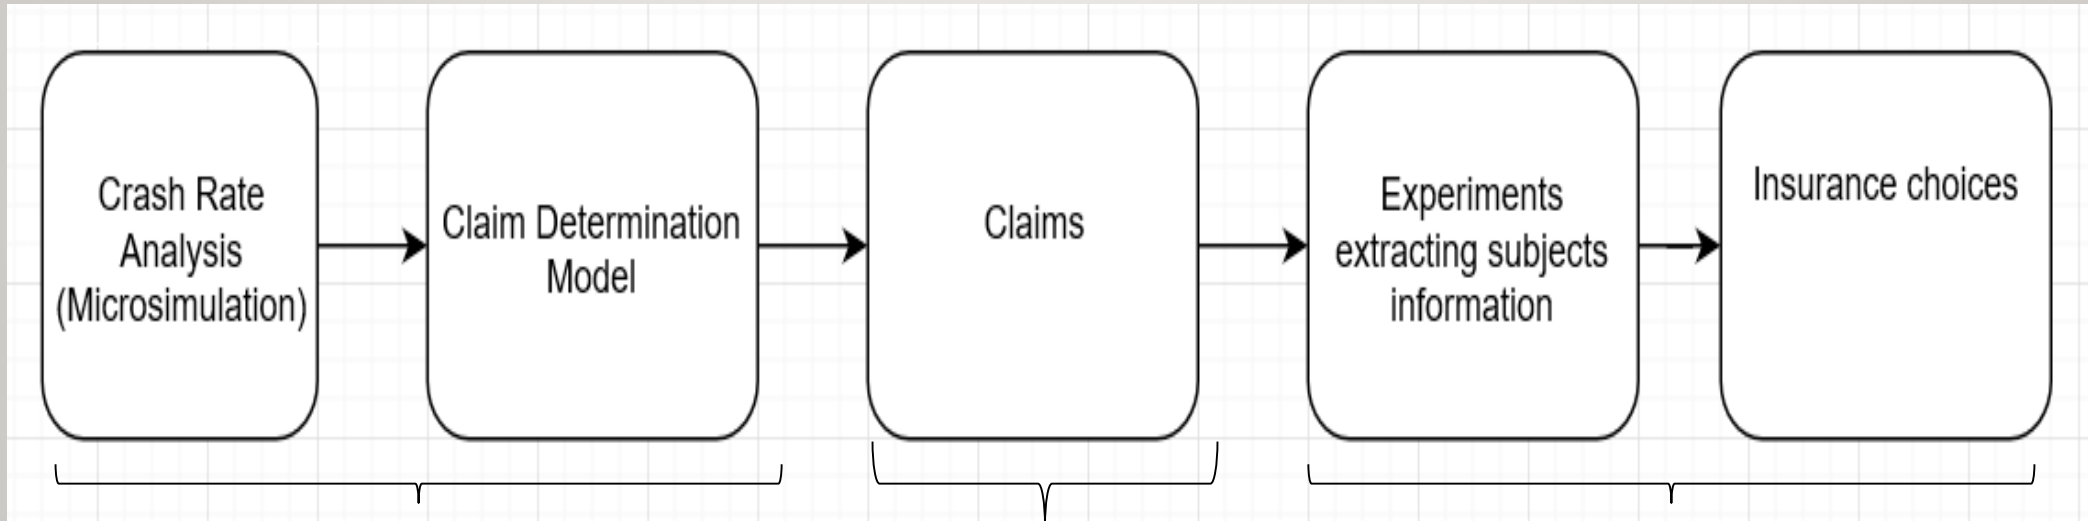 Crash Rate
Analysis
(Microsimulation)
Claim Determination
Model
Claims
Experiments
extracting subjects
information
Insurance choices